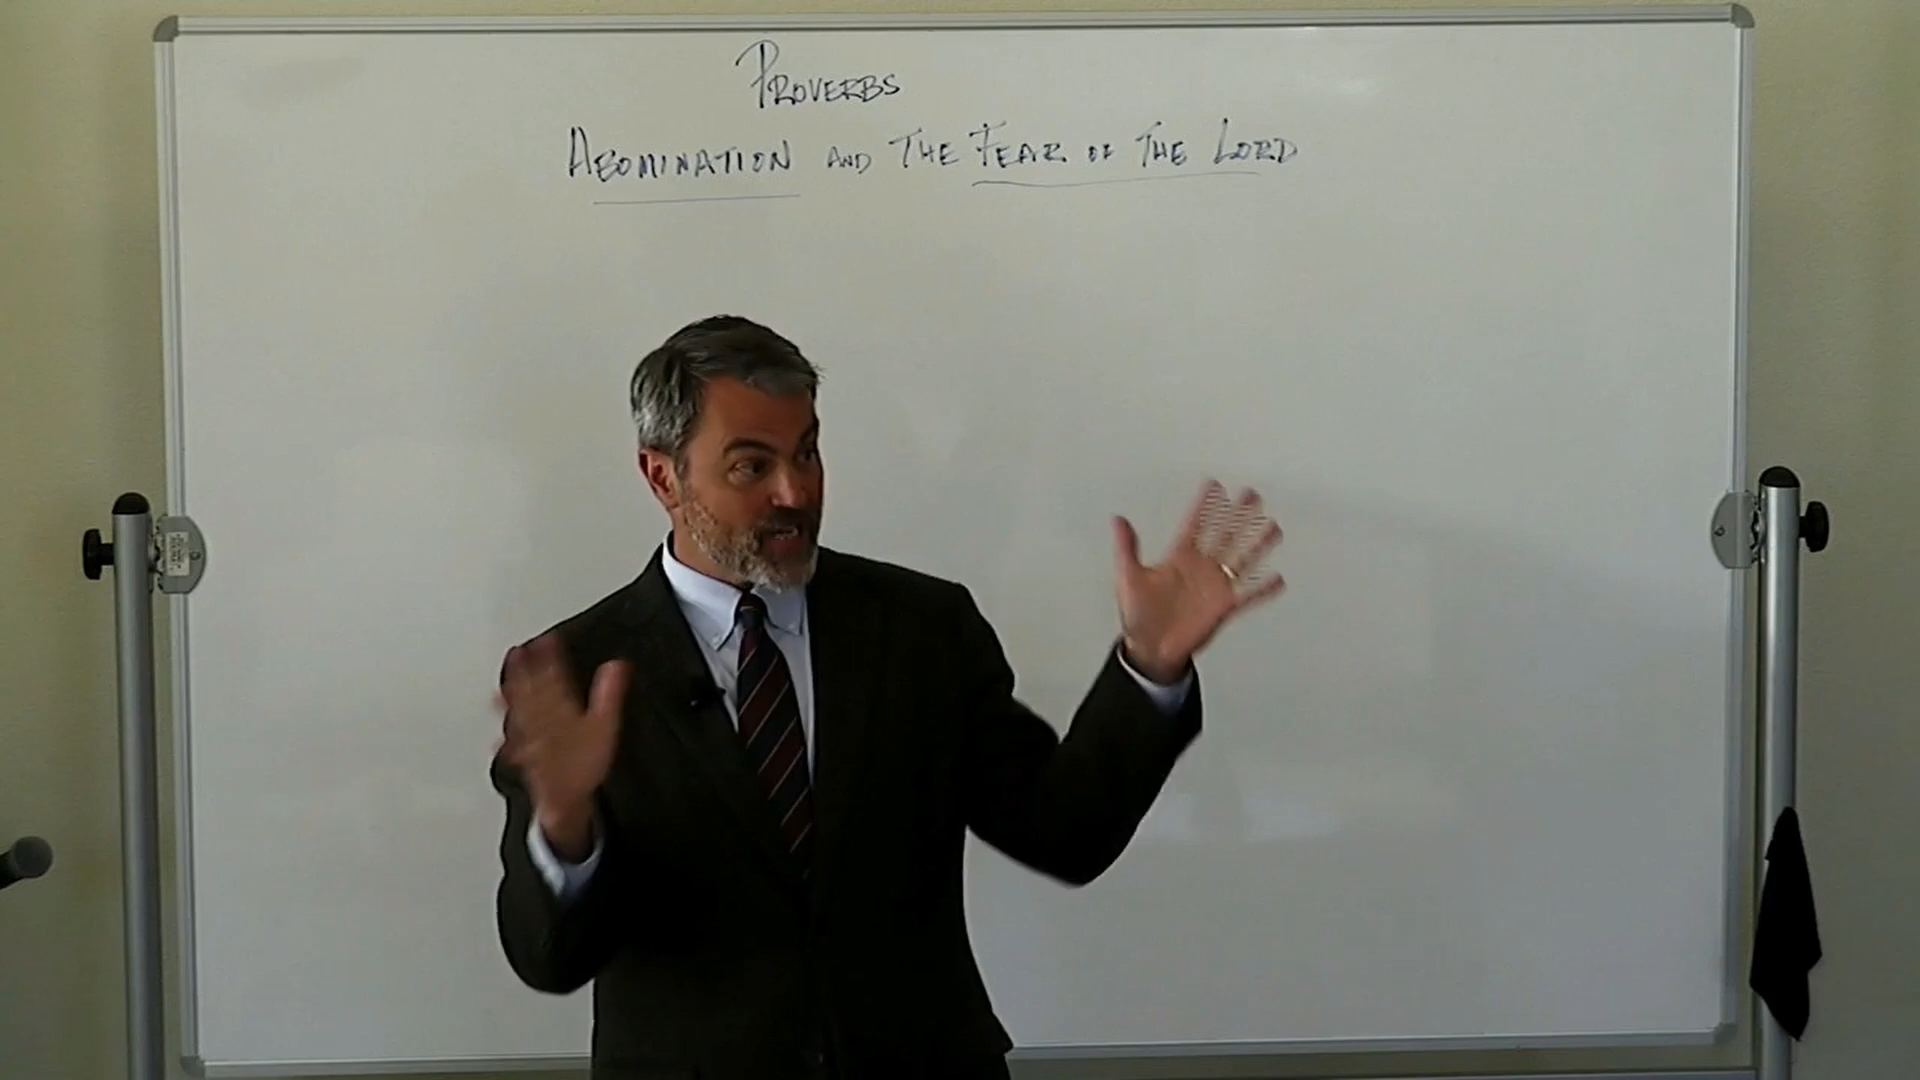 PROVERBS
ABOMINATION AND THE FEAR OF THE LORD